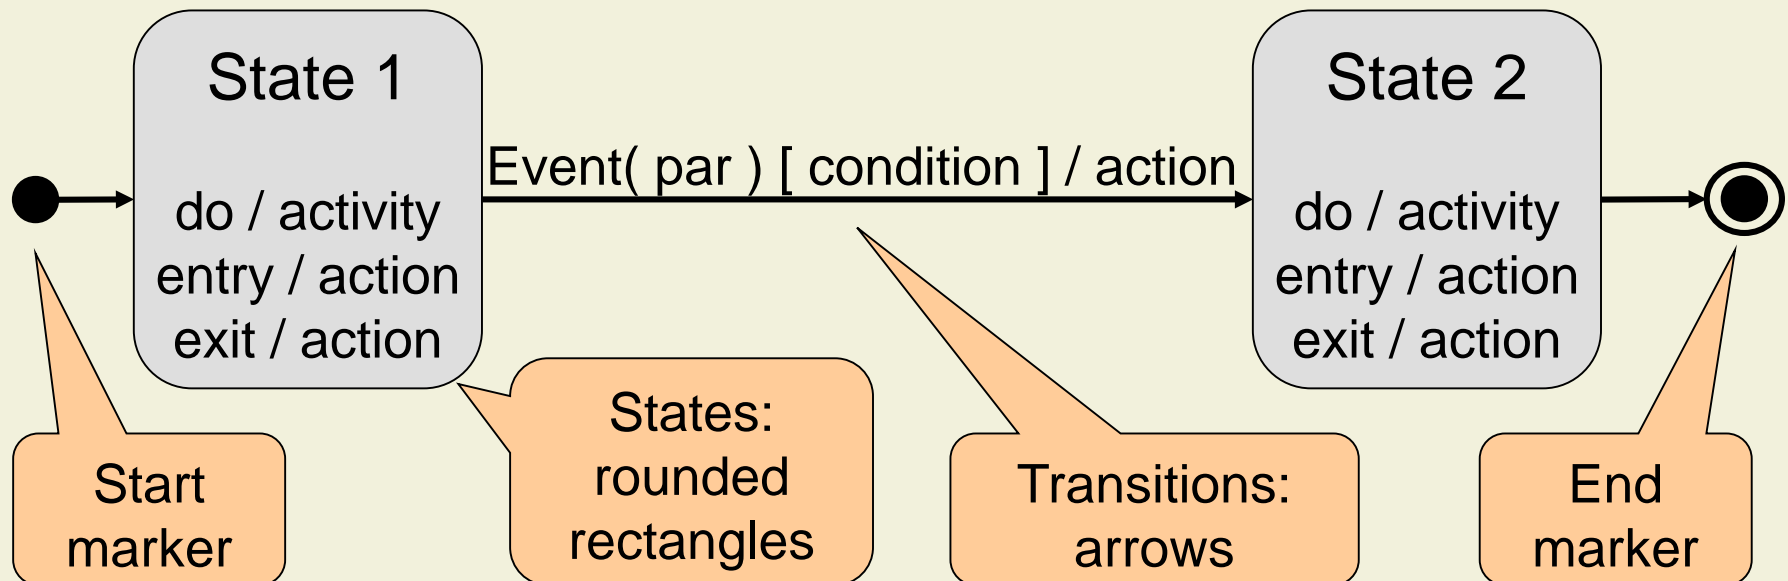 State 1
do / activity
entry / action
exit / action
Event( par ) [ condition ] / action
State 2
do / activity
entry / action
exit / action
Start
marker
States:
rounded
rectangles
Transitions:
arrows
End
marker